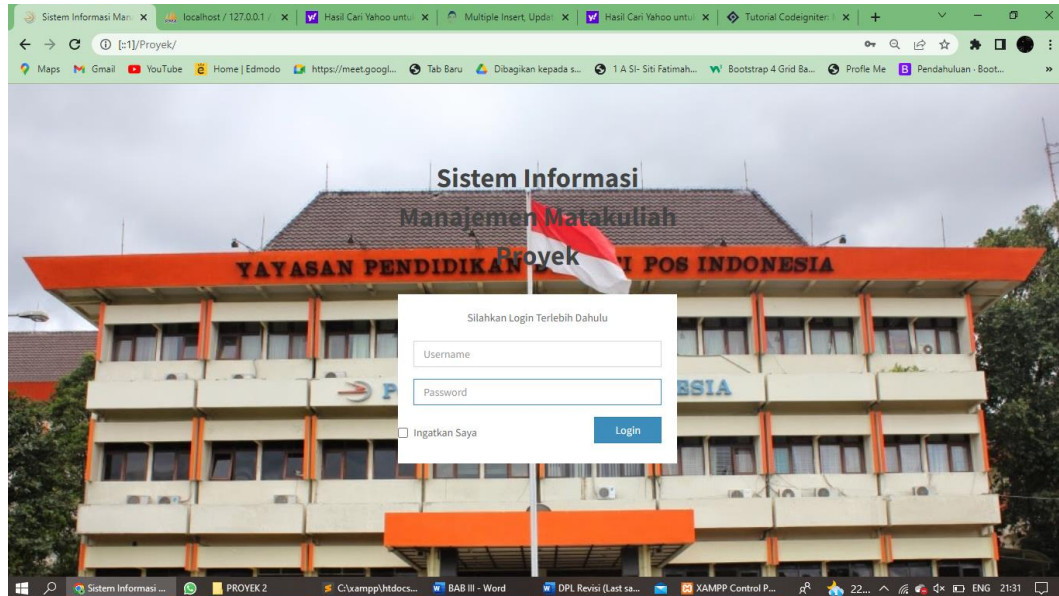 Sistem Informasi Man
localhost / 127.0.0.1 /
Hasil Cari Yahoo untu
Multiple Insert, Updat
Hasil Cari Yahoo untu
Tutorial Codeigniter
[::1]/Proyek/
Maps
Gmail
YouTube
Home | Edmodo
https://meet.googl...
Tab Baru
Dibagikan kepada s...
1 A SI- Siti Fatimah...
Bootstrap 4 Grid Ba...
Profle Me
Pendahuluan · Boot...
Sistem Informasi
Manajemen Matakuliah
Proyek
YAYASAN PENDIDIKAN
POS INDONESIA
Silahkan Login Terlebih Dahulu
Username
Password
Ingatkan Saya
Login
Sistem Informasi ...
PROYEK 2
C:\xampp\htdocs...
BAB III - Word
DPL Revisi (Last sa...
XAMPP Control P...
22...
ENG
21:31